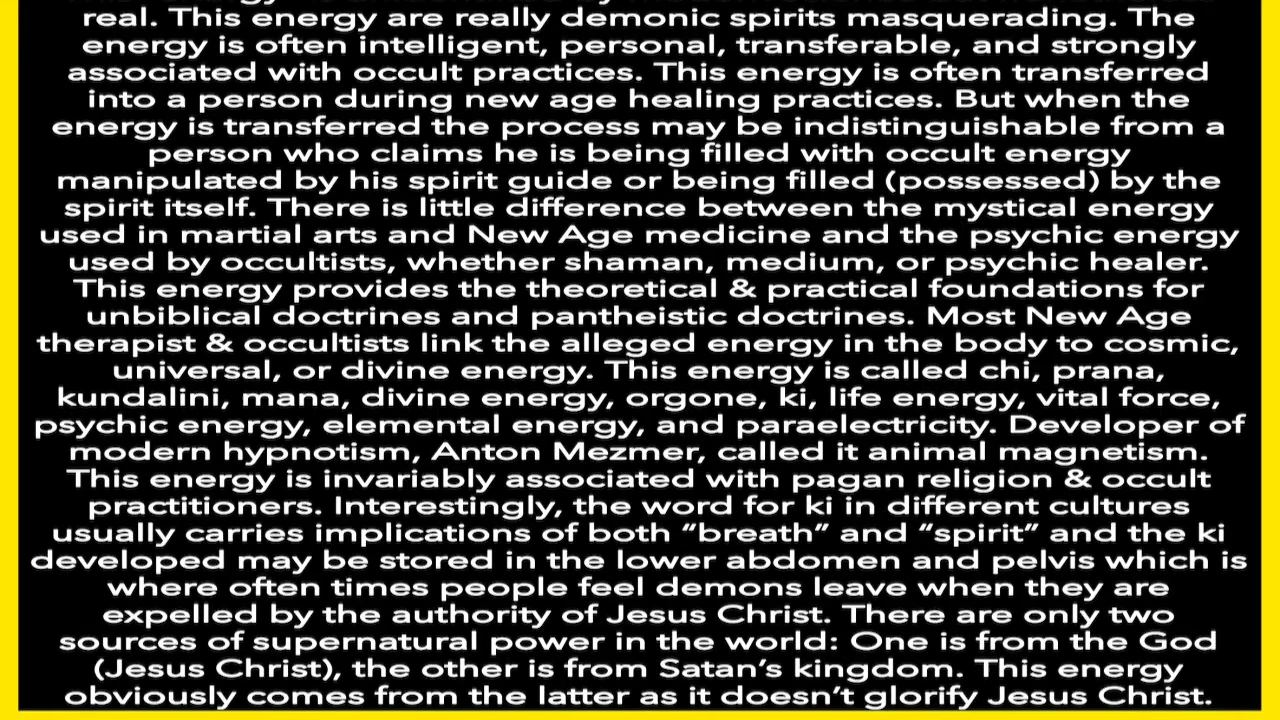 real. This energy are really demonic spirits masquerading. The
energy is often intelligent, personal, transferable, and strongly
associated with occult practices. This energy is often transferred
into a person during new age healing practices. But when the
energy is transferred the process may be indistinguishable from a
person who claims he is being filled with occult energy
manipulated by his spirit guide or being filled (possessed) by the
spirit itself. There is little difference between the mystical energy
used in martial arts and New Age medicine and the psychic energy
used by occultists, whether shaman, medium, or psychic healer.
This energy provides the theoretical & practical foundations for
unbiblical doctrines and pantheistic doctrines. Most New Age
therapist & occultists link the alleged energy in the body to cosmic,
universal, or divine energy. This energy is called chi, prana,
kundalini, mana, divine energy, orgone, ki, life energy, vital force,
psychic energy, elemental energy, and paraelectricity. Developer of
modern hypnotism, Anton Mezmer, called it animal magnetism.
This energy is invariably associated with pagan religion & occult
practitioners. Interestingly, the word for ki in different cultures
usually carries implications of both “breath” and “spirit” and the ki
developed may be stored in the lower abdomen and pelvis which is
where often times people feel demons leave when they are
expelled by the authority of Jesus Christ. There are only two
sources of supernatural power in the world: One is from the God
(Jesus Christ), the other is from Satan’s kingdom. This energy
obviously comes from the latter as it doesn’t glorify Jesus Christ.